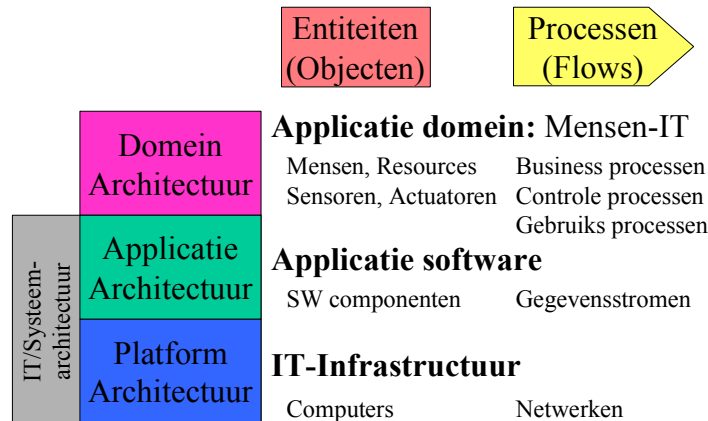 Entiteiten
(Objecten)
Processen
(Flows)
Domein
Architectuur
Applicatie domein: Mensen-IT
Mensen, Resources
Business processen
Sensoren, Actuatoren
Controle processen
Gebruiks processen
IT/Systeem-
architectuur
Applicatie
Architectuur
Applicatie software
SW componenten
Gegevensstromen
Platform
Architectuur
IT-Infrastructuur
Computers
Netwerken